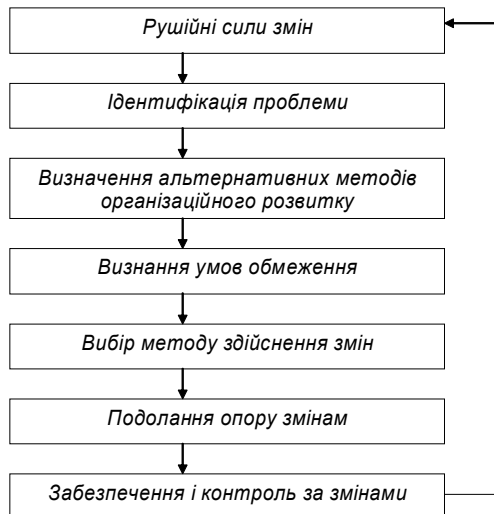 Рушійні сили змін
Ідентифікація проблеми
Визначення альтернативних методів
організаційного розвитку
Визнання умов обмеження
Вибір методу здійснення змін
Подолання опору змінам
Забезпечення і контроль за змінами